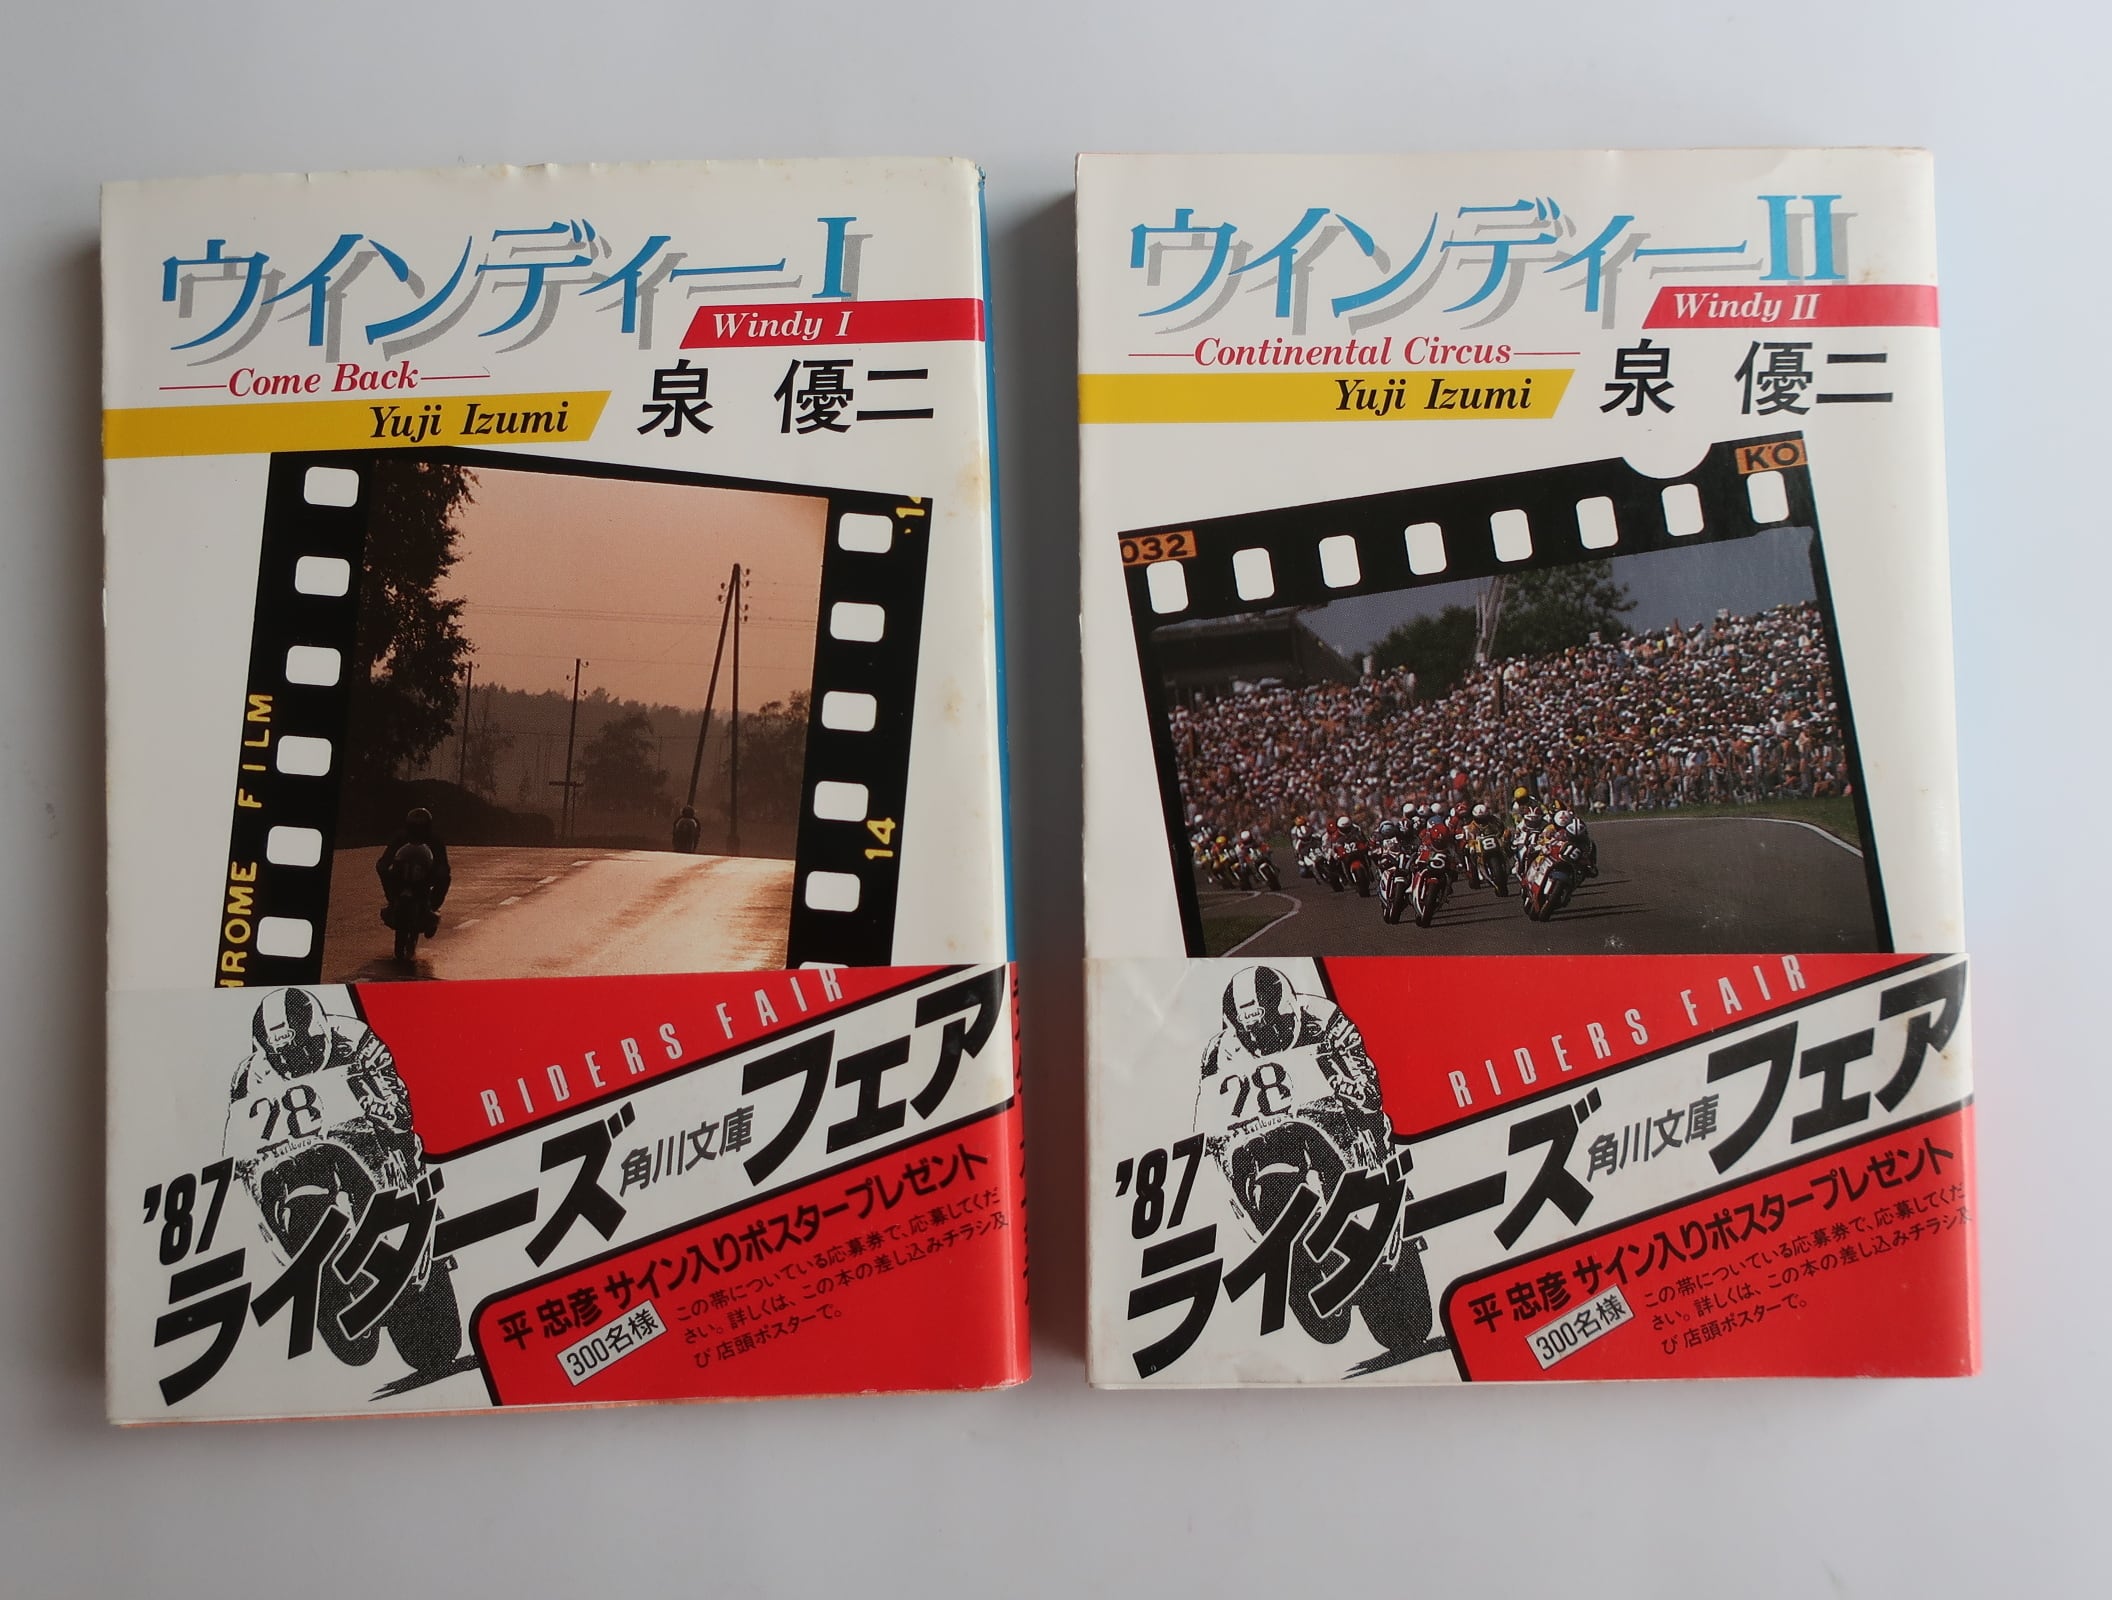 ウインディーI
Windy I
Come Back
Yuji Izumi
泉 優二
14
HROME FILM
14
RIDERS FAIR
28
Marlboro
'87
ライダーズ
角川文庫
フェア
平 忠彦 サイン入りポスタープレゼント
300名様
この帯についている応募券で、応募してくだ
さい。詳しくは、この本の差し込みチラシ及
び店頭ポスターで。
ウインディーII
Windy II
Continental Circus
Yuji Izumi
泉 優二
KO
032
RIDERS FAIR
28
Marlboro
'87
ライダーズ
角川文庫
フェア
平 忠彦 サイン入りポスタープレゼント
300名様
この帯についている応募券で、応募してくだ
さい。詳しくは、この本の差し込みチラシ及
び店頭ポスターで。